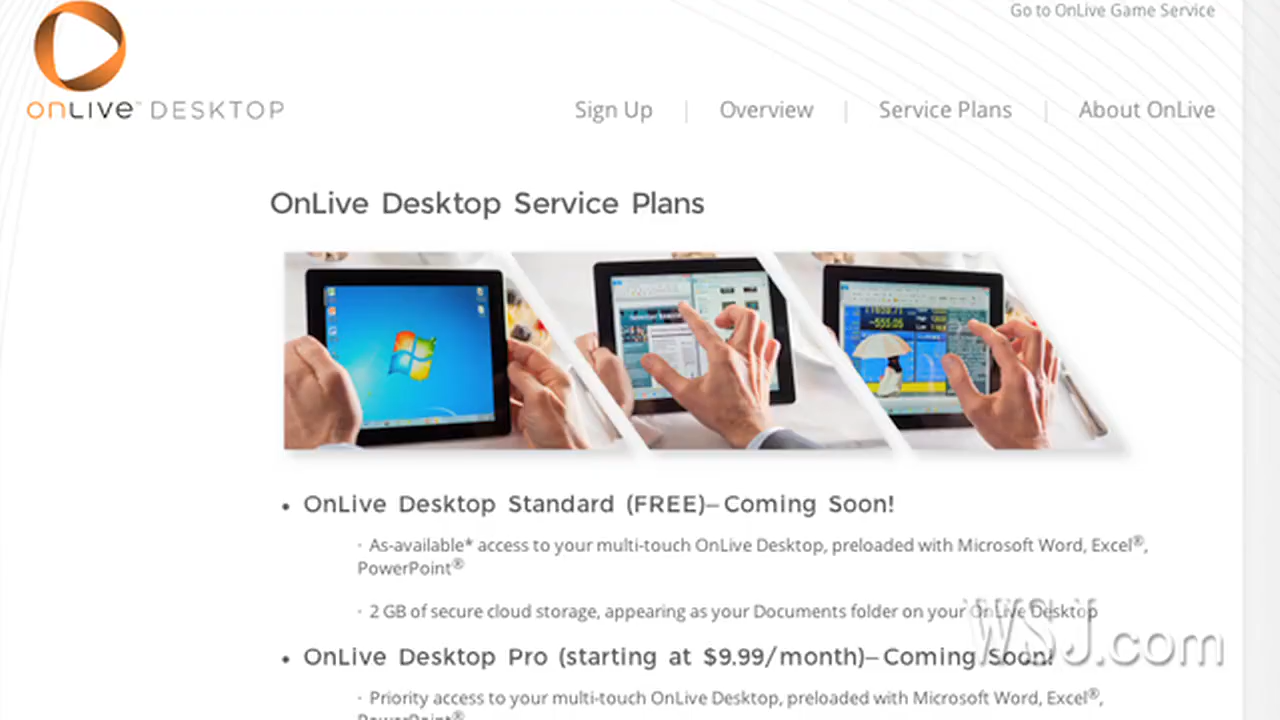 Go to OnLive Game Service
onLIVE™ DESKTOP
Sign Up | Overview | Service Plans | About OnLive
OnLive Desktop Service Plans
-555.05
• OnLive Desktop Standard (FREE)–Coming Soon!
· As-available* access to your multi-touch OnLive Desktop, preloaded with Microsoft Word, Excel®,
PowerPoint®
· 2 GB of secure cloud storage, appearing as your Documents folder on your OnLive Desktop
WSJ.com
• OnLive Desktop Pro (starting at $9.99/month)–Coming Soon!
· Priority access to your multi-touch OnLive Desktop, preloaded with Microsoft Word, Excel®,
PowerPoint®